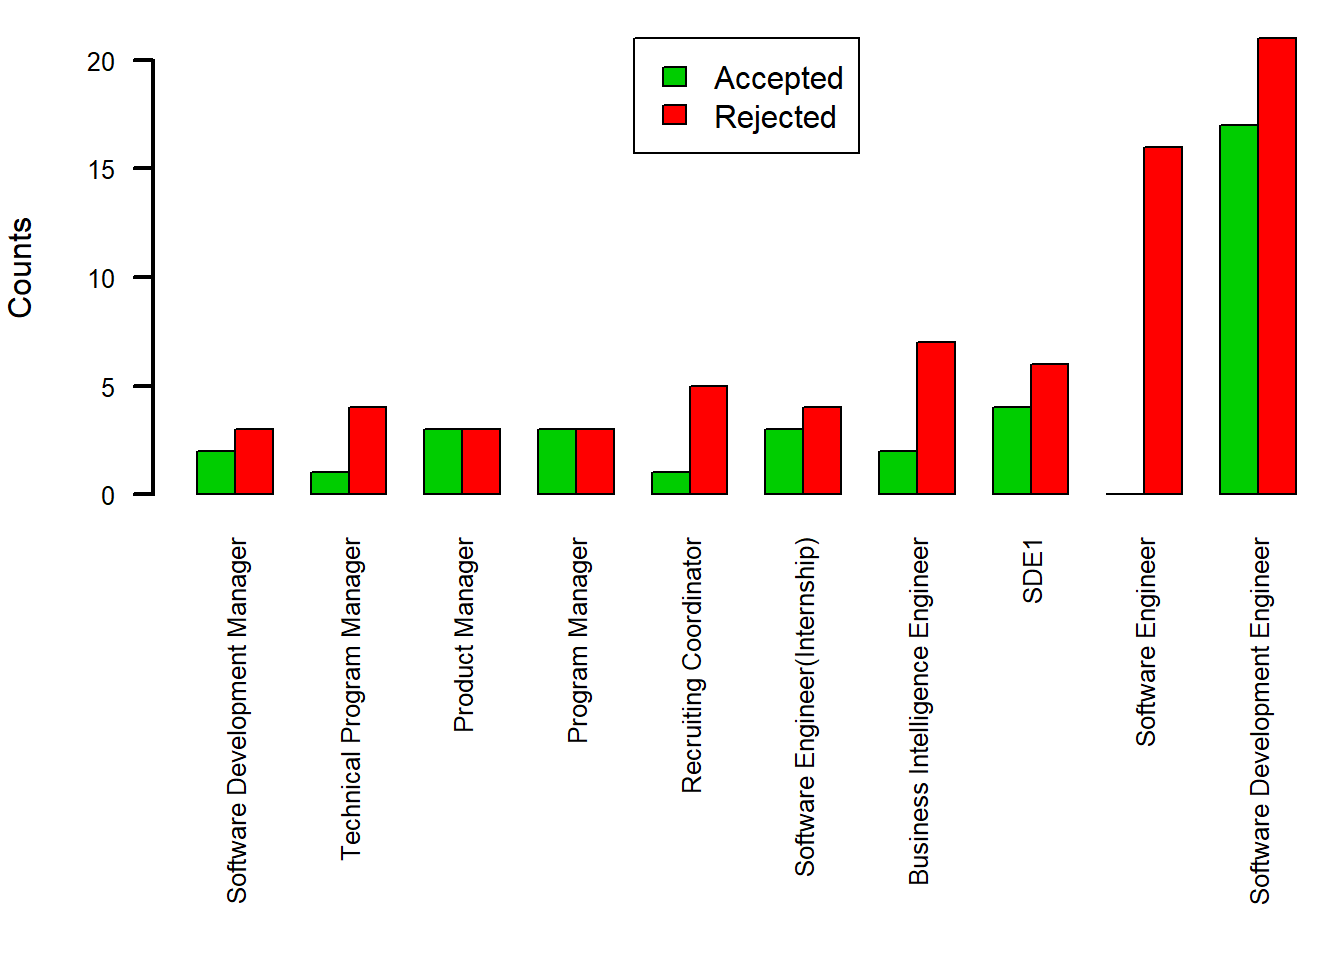 Accepted
Rejected
Counts
20
15
10
5
0
Software Development Manager
Technical Program Manager
Product Manager
Program Manager
Recruiting Coordinator
Software Engineer(Internship)
Business Intelligence Engineer
SDE1
Software Engineer
Software Development Engineer